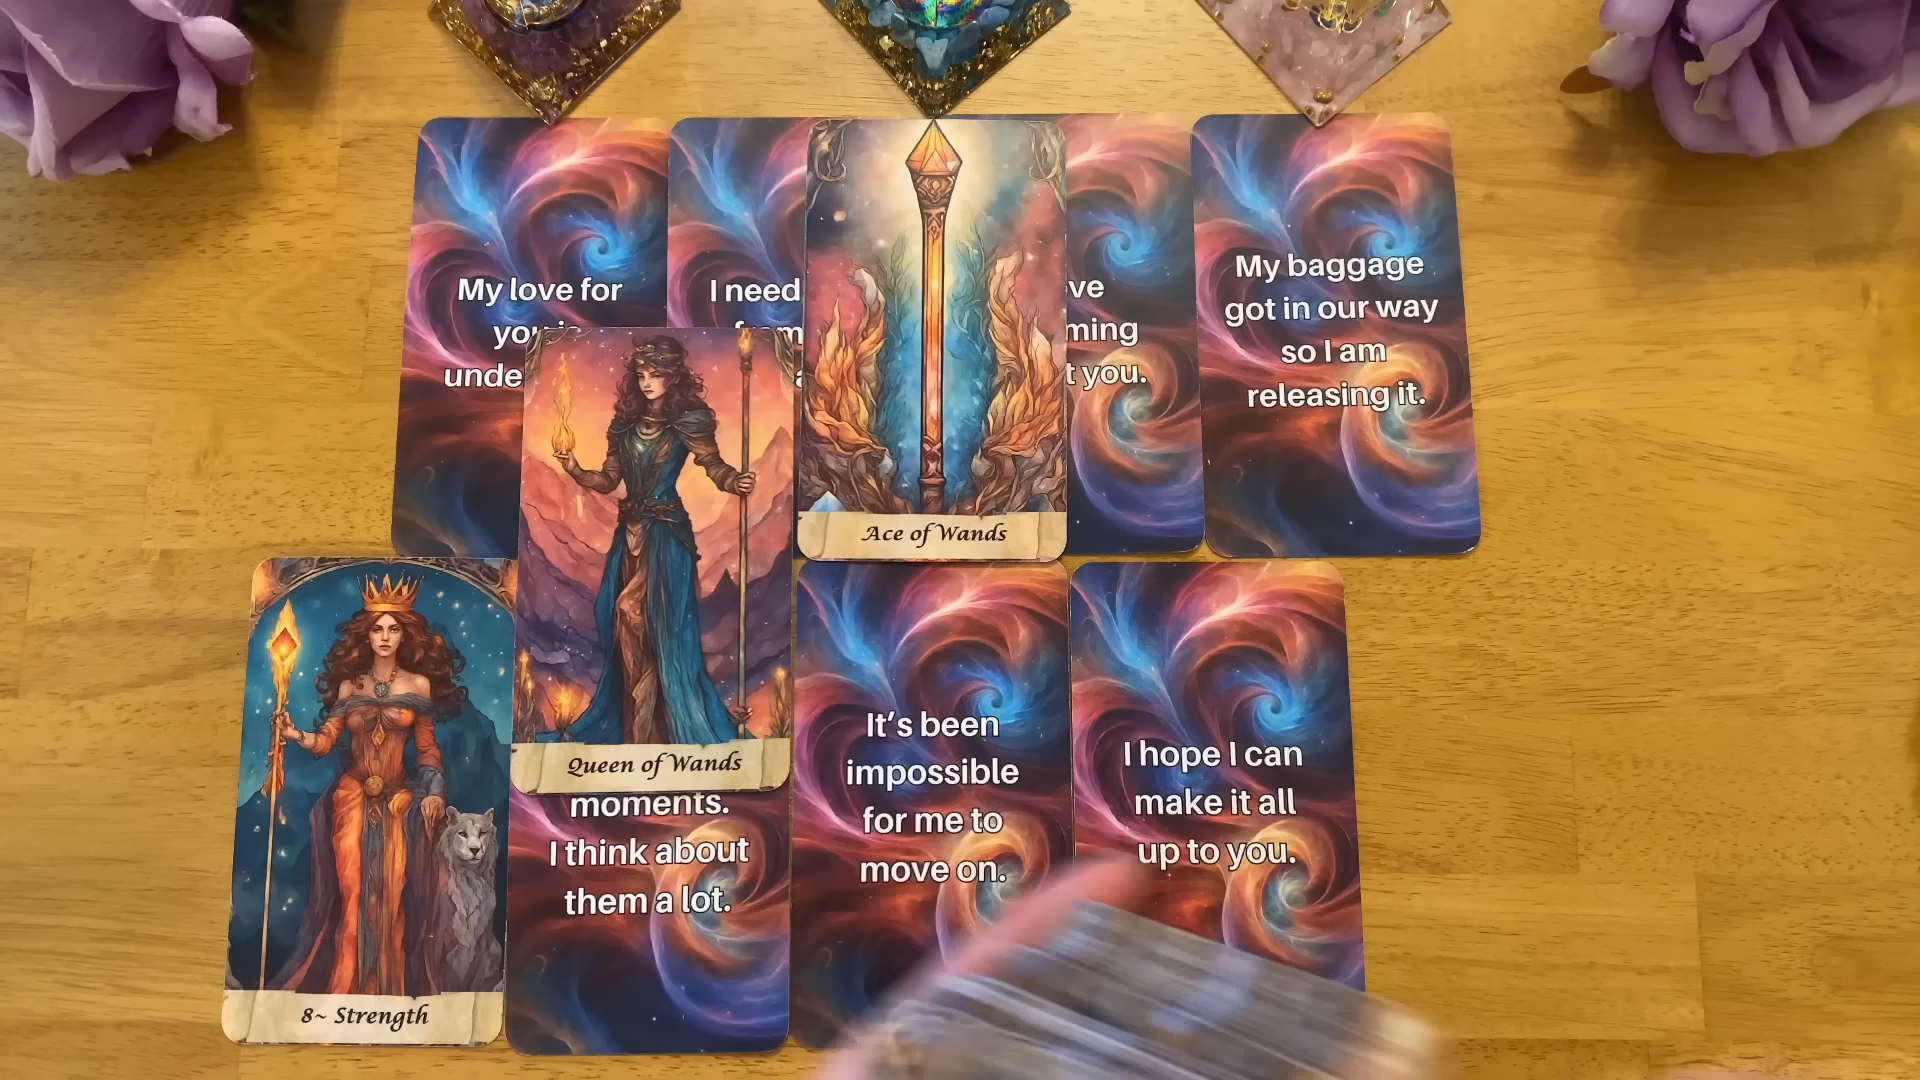 My love for
unde
I need
from
ve
ming
t you.
My baggage
got in our way
so I am
releasing it.
Ace of Wands
Queen of Wands
8~ Strength
moments.
I think about
them a lot.
It's been
impossible
for me to
move on.
I hope I can
make it all
up to you.